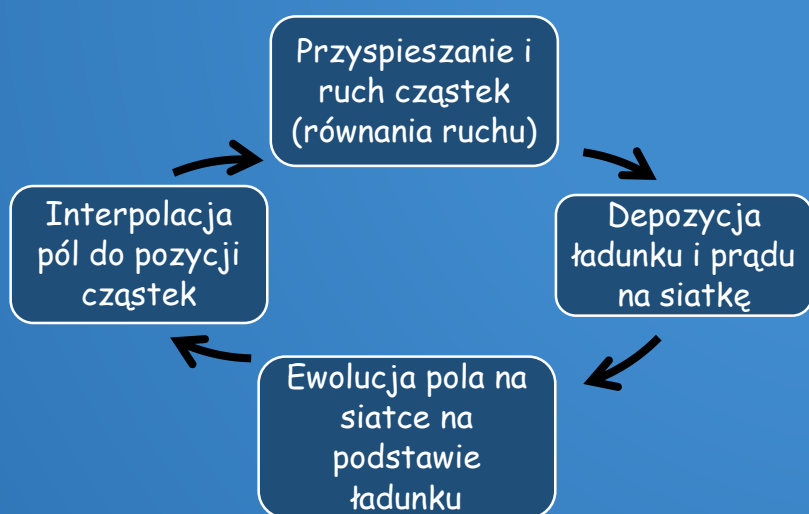 Przyspieszanie i
ruch cząstek
(równania ruchu)
Interpolacja
pól do pozycji
cząstek
Depozycja
ładunku i prądu
na siatkę
Ewolucja pola na
siatce na
podstawie
ładunku